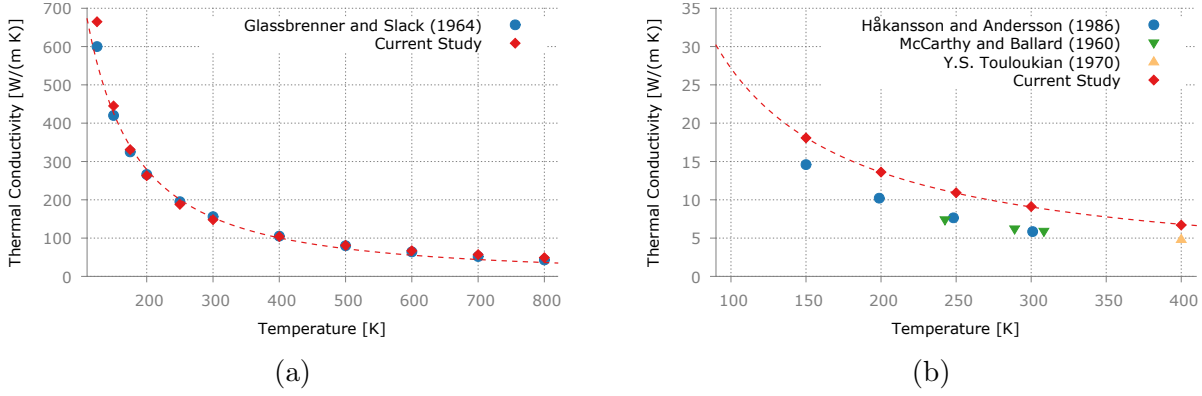 Thermal Conductivity [W/(m K)]
700
600
500
400
300
200
100
0
Glassbrenner and Slack (1964)
Current Study
200 300 400 500 600 700 800
Temperature [K]
(a)
Thermal Conductivity [W/(m K)]
35
30
25
20
15
10
5
0
Håkansson and Andersson (1986)
McCarthy and Ballard (1960)
Y.S. Touloukian (1970)
Current Study
100 150 200 250 300 350 400
Temperature [K]
(b)